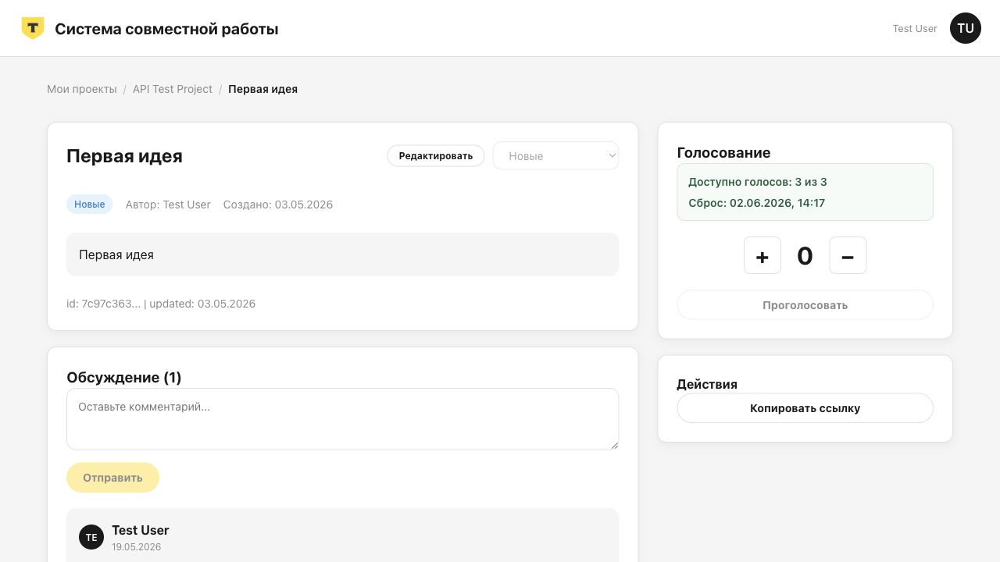 T
Система совместной работы
Test User
TU
Мои проекты / API Test Project / Первая идея
Первая идея
Редактировать
Новые
Новые
Автор: Test User
Создано: 03.05.2026
Первая идея
id: 7c97c363... | updated: 03.05.2026
Обсуждение (1)
Оставьте комментарий...
Отправить
TE
Test User
19.05.2026
Голосование
Доступно голосов: 3 из 3
Сброс: 02.06.2026, 14:17
+ 0 −
Проголосовать
Действия
Копировать ссылку